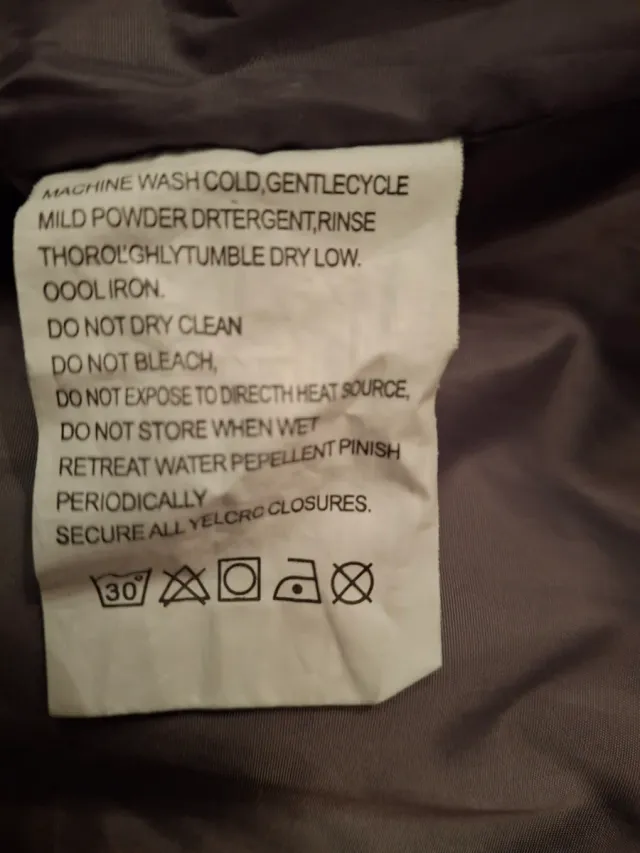 MACHINE WASH COLD,GENTLECYCLE
MILD POWDER DRTERGENT,RINSE
THOROL'GHLYTUMBLE DRY LOW.
OOOL IRON.
DO NOT DRY CLEAN
DO NOT BLEACH,
DO NOT EXPOSE TO DIRECTH HEAT SOURCE,
DO NOT STORE WHEN WET
RETREAT WATER PEPELLENT PINISH
PERIODICALLY
SECURE ALL YELCRC CLOSURES.
30°